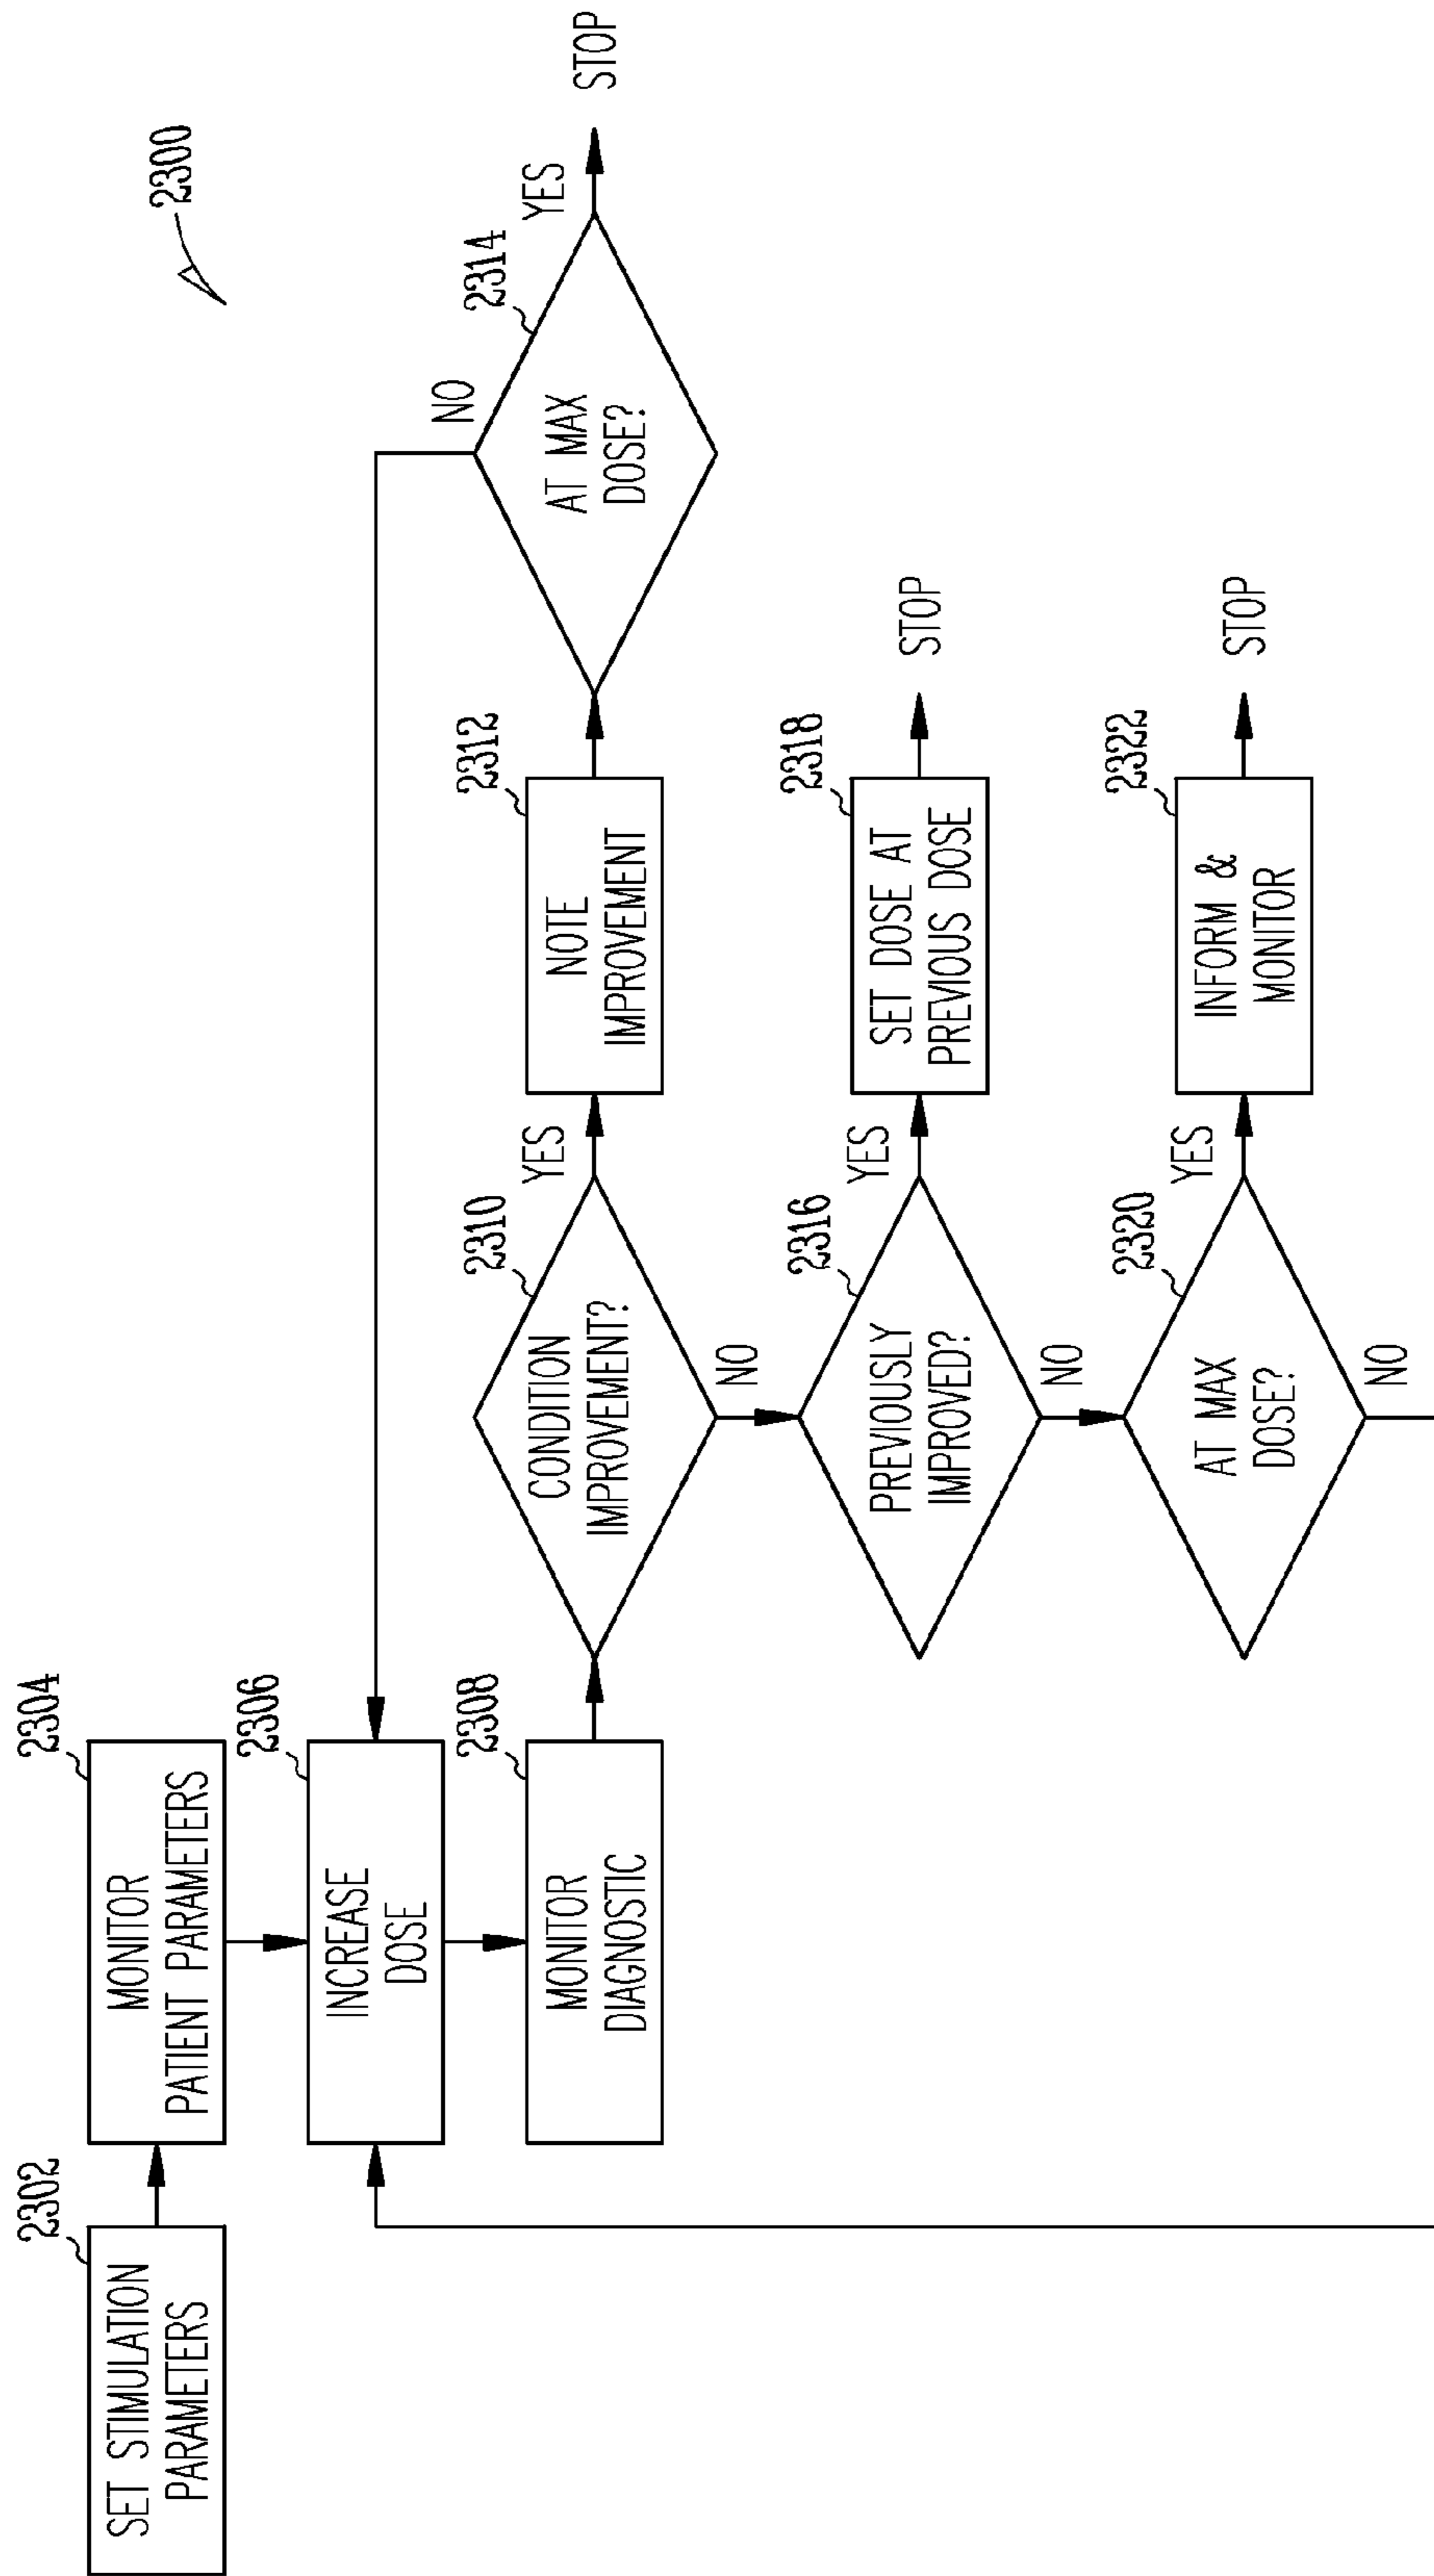 2300
2302
SET STIMULATION
PARAMETERS
2304
MONITOR
PATIENT PARAMETERS
2306
INCREASE
DOSE
2308
MONITOR
DIAGNOSTIC
2310
CONDITION
IMPROVEMENT?
YES
NO
2312
NOTE
IMPROVEMENT
2314
AT MAX
DOSE?
NO
YES
STOP
2316
PREVIOUSLY
IMPROVED?
YES
NO
2318
SET DOSE AT
PREVIOUS DOSE
STOP
2320
AT MAX
DOSE?
YES
NO
2322
INFORM &
MONITOR
STOP